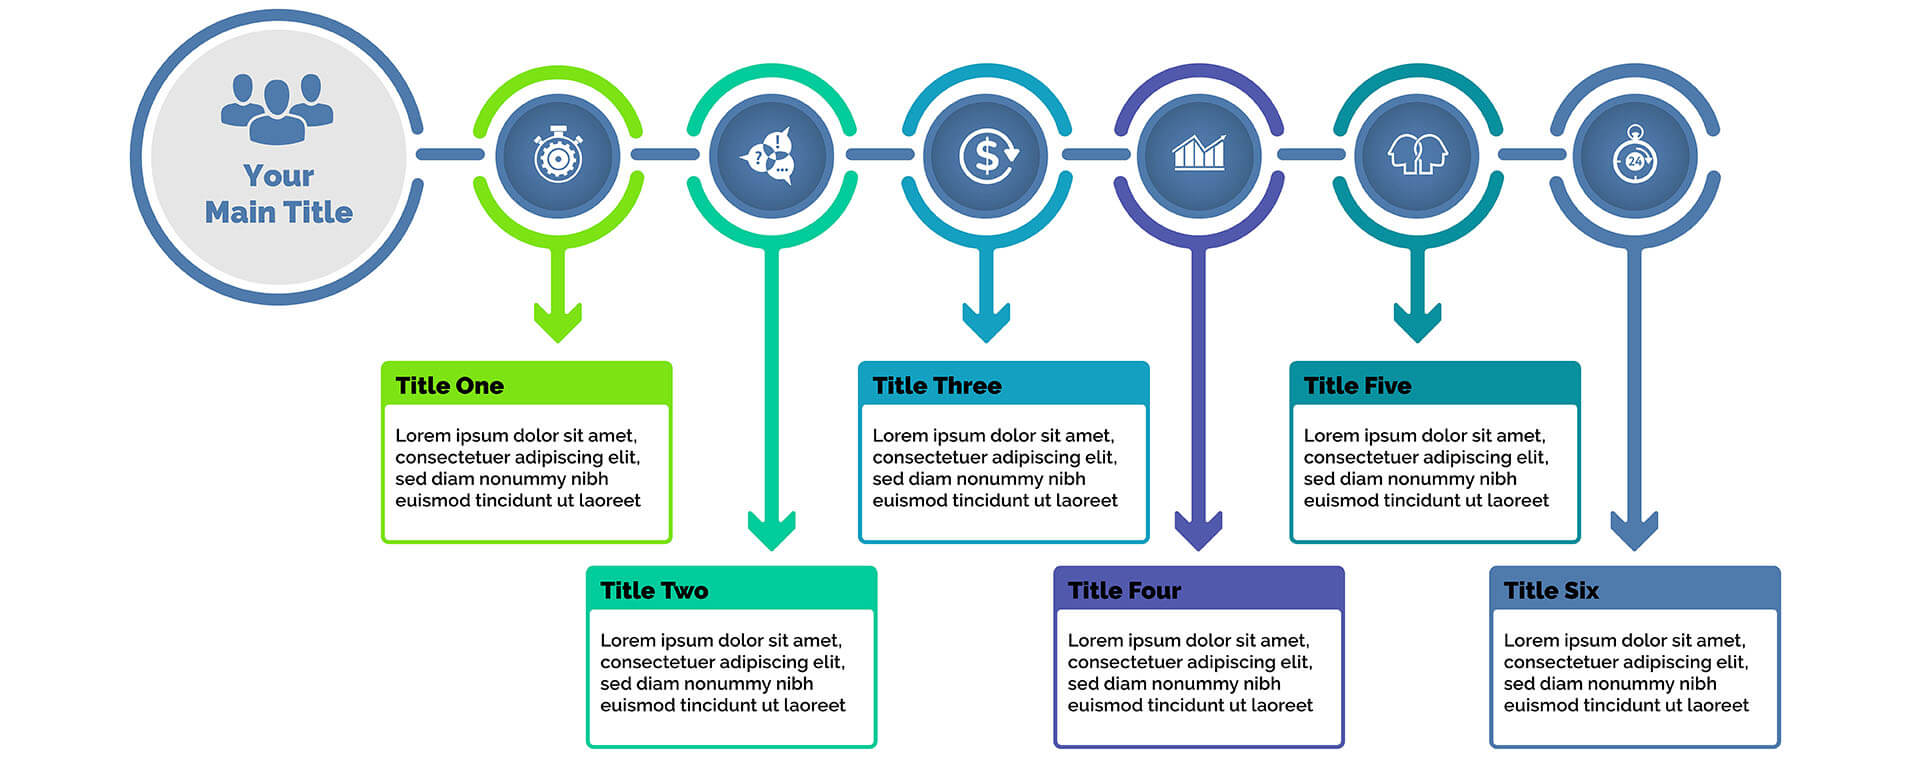 Your
Main Title
?
!
...
$
24
Title One
Lorem ipsum dolor sit amet,
consectetuer adipiscing elit,
sed diam nonummy nibh
euismod tincidunt ut laoreet
Title Two
Lorem ipsum dolor sit amet,
consectetuer adipiscing elit,
sed diam nonummy nibh
euismod tincidunt ut laoreet
Title Three
Lorem ipsum dolor sit amet,
consectetuer adipiscing elit,
sed diam nonummy nibh
euismod tincidunt ut laoreet
Title Four
Lorem ipsum dolor sit amet,
consectetuer adipiscing elit,
sed diam nonummy nibh
euismod tincidunt ut laoreet
Title Five
Lorem ipsum dolor sit amet,
consectetuer adipiscing elit,
sed diam nonummy nibh
euismod tincidunt ut laoreet
Title Six
Lorem ipsum dolor sit amet,
consectetuer adipiscing elit,
sed diam nonummy nibh
euismod tincidunt ut laoreet